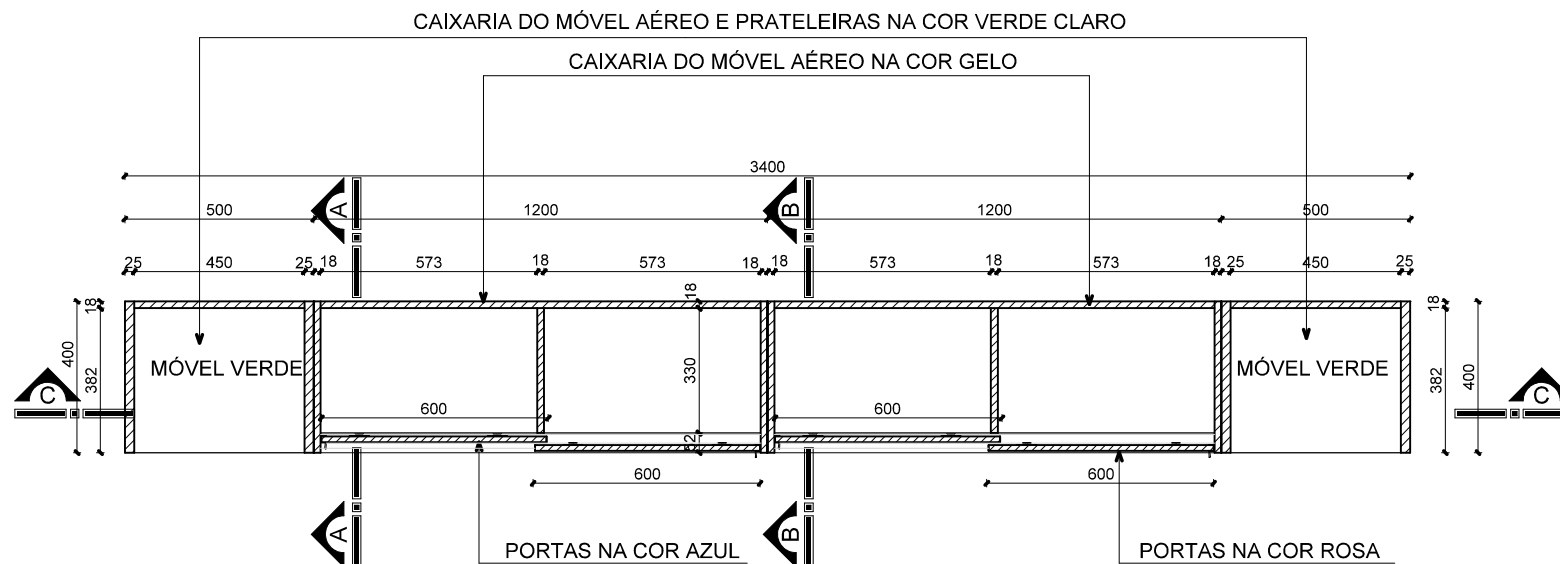 CAIXARIA DO MÓVEL AÉREO E PRATELEIRAS NA COR VERDE CLARO
CAIXARIA DO MÓVEL AÉREO NA COR GELO
3400
500 A 1200 B 1200 500
25 450 25 18 573 18 573 18 18 573 18 573 18 25 450 25
18 18 18
400 382 MÓVEL VERDE 330 MÓVEL VERDE 382 400
C 600 600 C
600 600
A B
PORTAS NA COR AZUL PORTAS NA COR ROSA